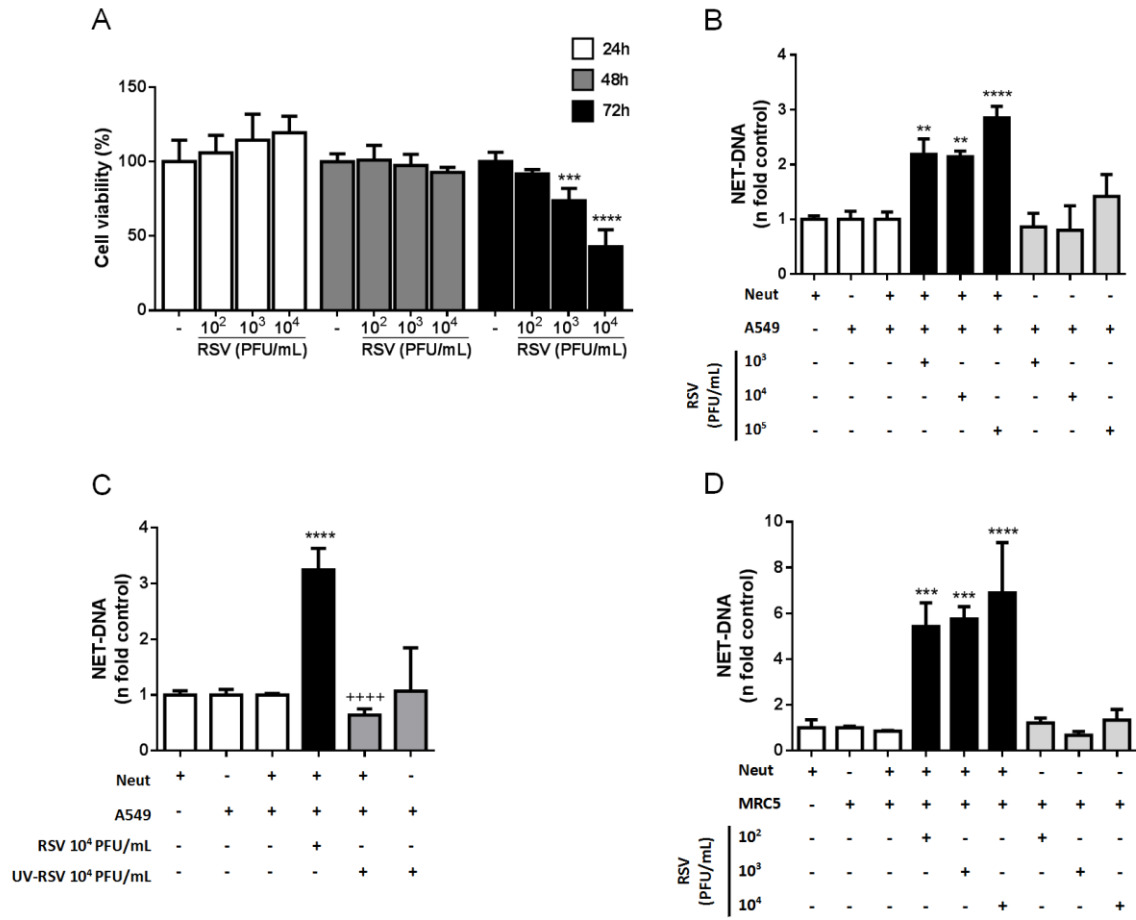 A
24h
48h
72h
Cell viability (%)
150
100
50
0
***
****
- 10² 10³ 10⁴ - 10² 10³ 10⁴ - 10² 10³ 10⁴
RSV (PFU/mL) RSV (PFU/mL) RSV (PFU/mL)
B
NET-DNA
(n fold control)
4
3
2
1
0
** ** ****
Neut + - + + + + - - -
A549 - + + + + + + + +
RSV
(PFU/mL)
10³ - - - + - - + - -
10⁴ - - - - + - - + -
10⁵ - - - - - + - - +
C
NET-DNA
(n fold control)
4
3
2
1
0
****
++++
Neut + - + + + -
A549 - + + + + +
RSV 10⁴ PFU/mL - - - + - -
UV-RSV 10⁴ PFU/mL - - - - + +
D
NET-DNA
(n fold control)
10
8
6
4
2
0
*** *** ****
Neut + - + + + + - - -
MRC5 - + + + + + + + +
RSV
(PFU/mL)
10² - - - + - - + - -
10³ - - - - + - - + -
10⁴ - - - - - + - - +